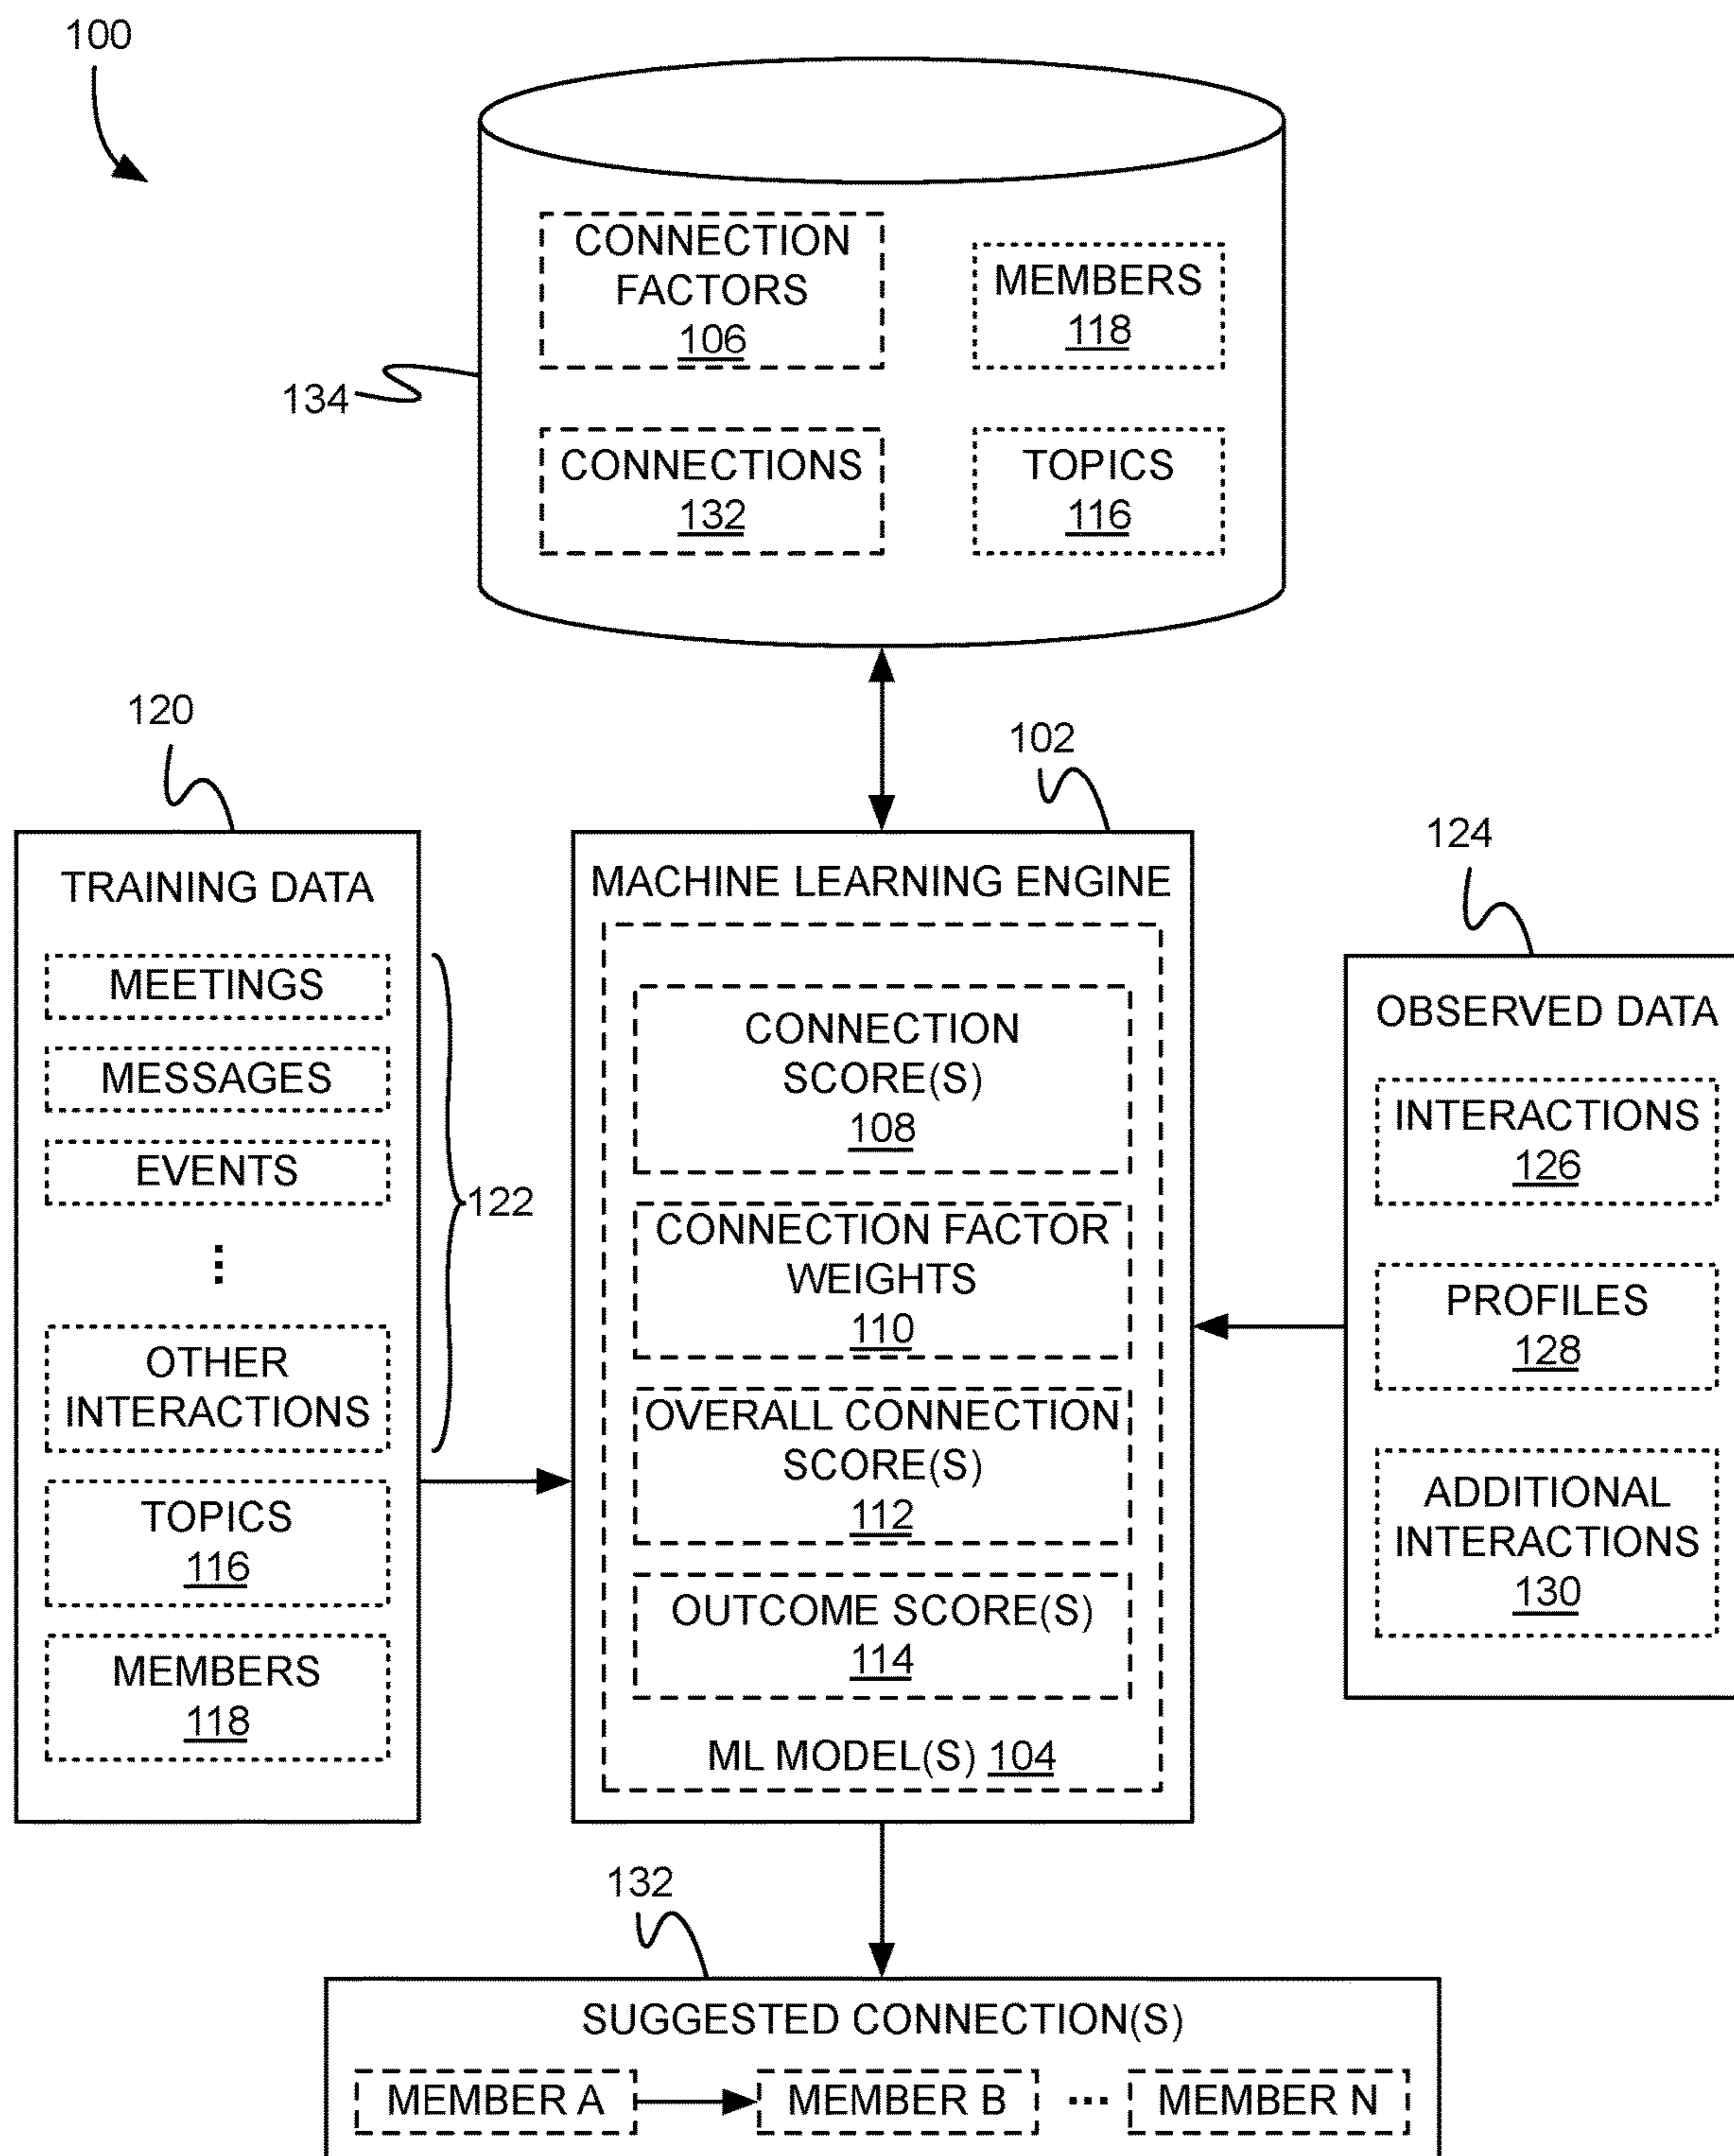 100
CONNECTION
FACTORS
106
MEMBERS
118
134
CONNECTIONS
132
TOPICS
116
120
TRAINING DATA
MEETINGS
MESSAGES
EVENTS
⋮
OTHER
INTERACTIONS
122
TOPICS
116
MEMBERS
118
102
MACHINE LEARNING ENGINE
CONNECTION
SCORE(S)
108
CONNECTION FACTOR
WEIGHTS
110
OVERALL CONNECTION
SCORE(S)
112
OUTCOME SCORE(S)
114
ML MODEL(S) 104
124
OBSERVED DATA
INTERACTIONS
126
PROFILES
128
ADDITIONAL
INTERACTIONS
130
132
SUGGESTED CONNECTION(S)
MEMBER A MEMBER B ... MEMBER N